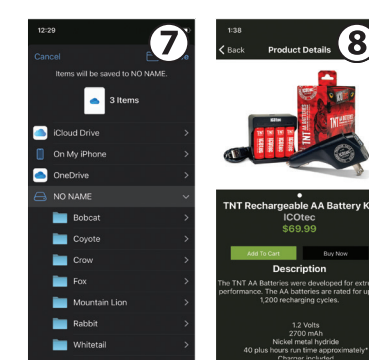 12:29
7
Cancel
Items will be saved to NO NAME.
3 Items
iCloud Drive
On My iPhone
OneDrive
NO NAME
Bobcat
Coyote
Crow
Fox
Mountain Lion
Rabbit
Whitetail
1:38
8
Back Product Details
TNT
TNT Rechargeable AA Battery K
ICOtec
$69.99
Add To Cart Buy Now
Description
The TNT AA Batteries were developed for extr
performance. The AA batteries are rated for u
1,200 recharging cycles.
1.2 Volts
2700 mAh
Nickel metal hydride
40 plus hours run time approximately*
Charger included